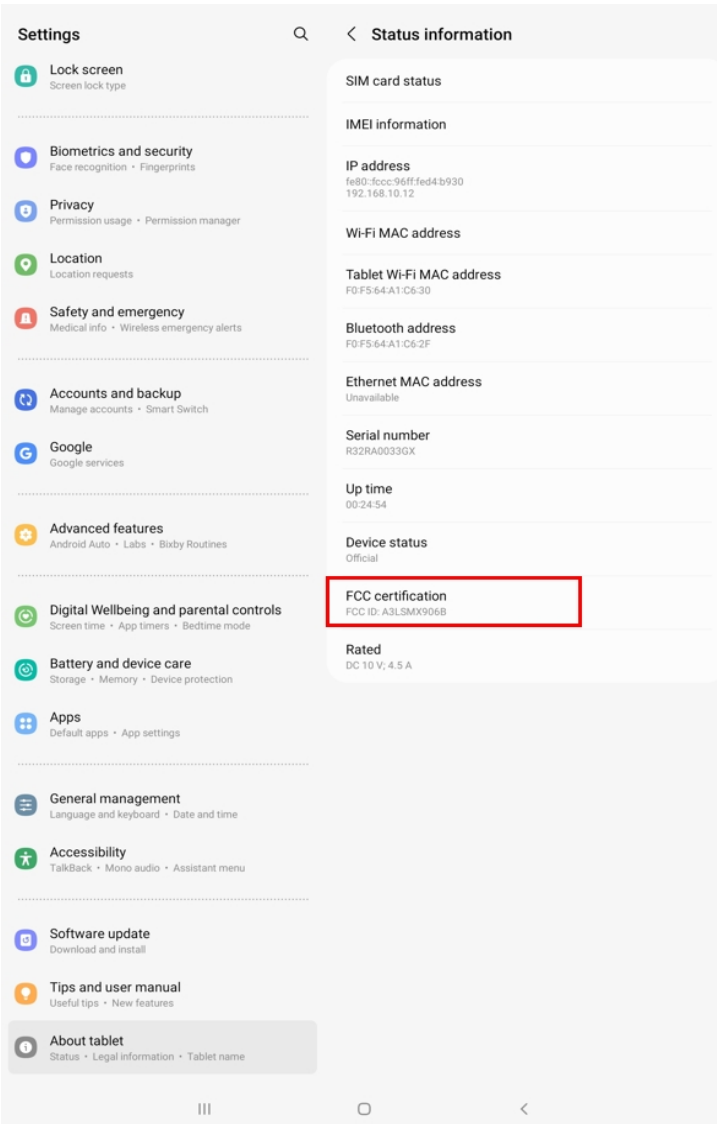 Settings
Lock screen
Screen lock type
Biometrics and security
Face recognition • Fingerprints
Privacy
Permission usage • Permission manager
Location
Location requests
Safety and emergency
Medical info • Wireless emergency alerts
Accounts and backup
Manage accounts • Smart Switch
Google
Google services
Advanced features
Android Auto • Labs • Bixby Routines
Digital Wellbeing and parental controls
Screen time • App timers • Bedtime mode
Battery and device care
Storage • Memory • Device protection
Apps
Default apps • App settings
General management
Language and keyboard • Date and time
Accessibility
TalkBack • Mono audio • Assistant menu
Software update
Download and install
Tips and user manual
Useful tips • New features
About tablet
Status • Legal information • Tablet name
Status information
SIM card status
IMEI information
IP address
fe80::fccc:96ff:fed4:b930
192.168.10.12
Wi-Fi MAC address
Tablet Wi-Fi MAC address
F0:F5:64:A1:C6:30
Bluetooth address
F0:F5:64:A1:C6:2F
Ethernet MAC address
Unavailable
Serial number
R32RA0033GX
Up time
00:24:54
Device status
Official
FCC certification
FCC ID: A3LSMX906B
Rated
DC 10 V; 4.5 A